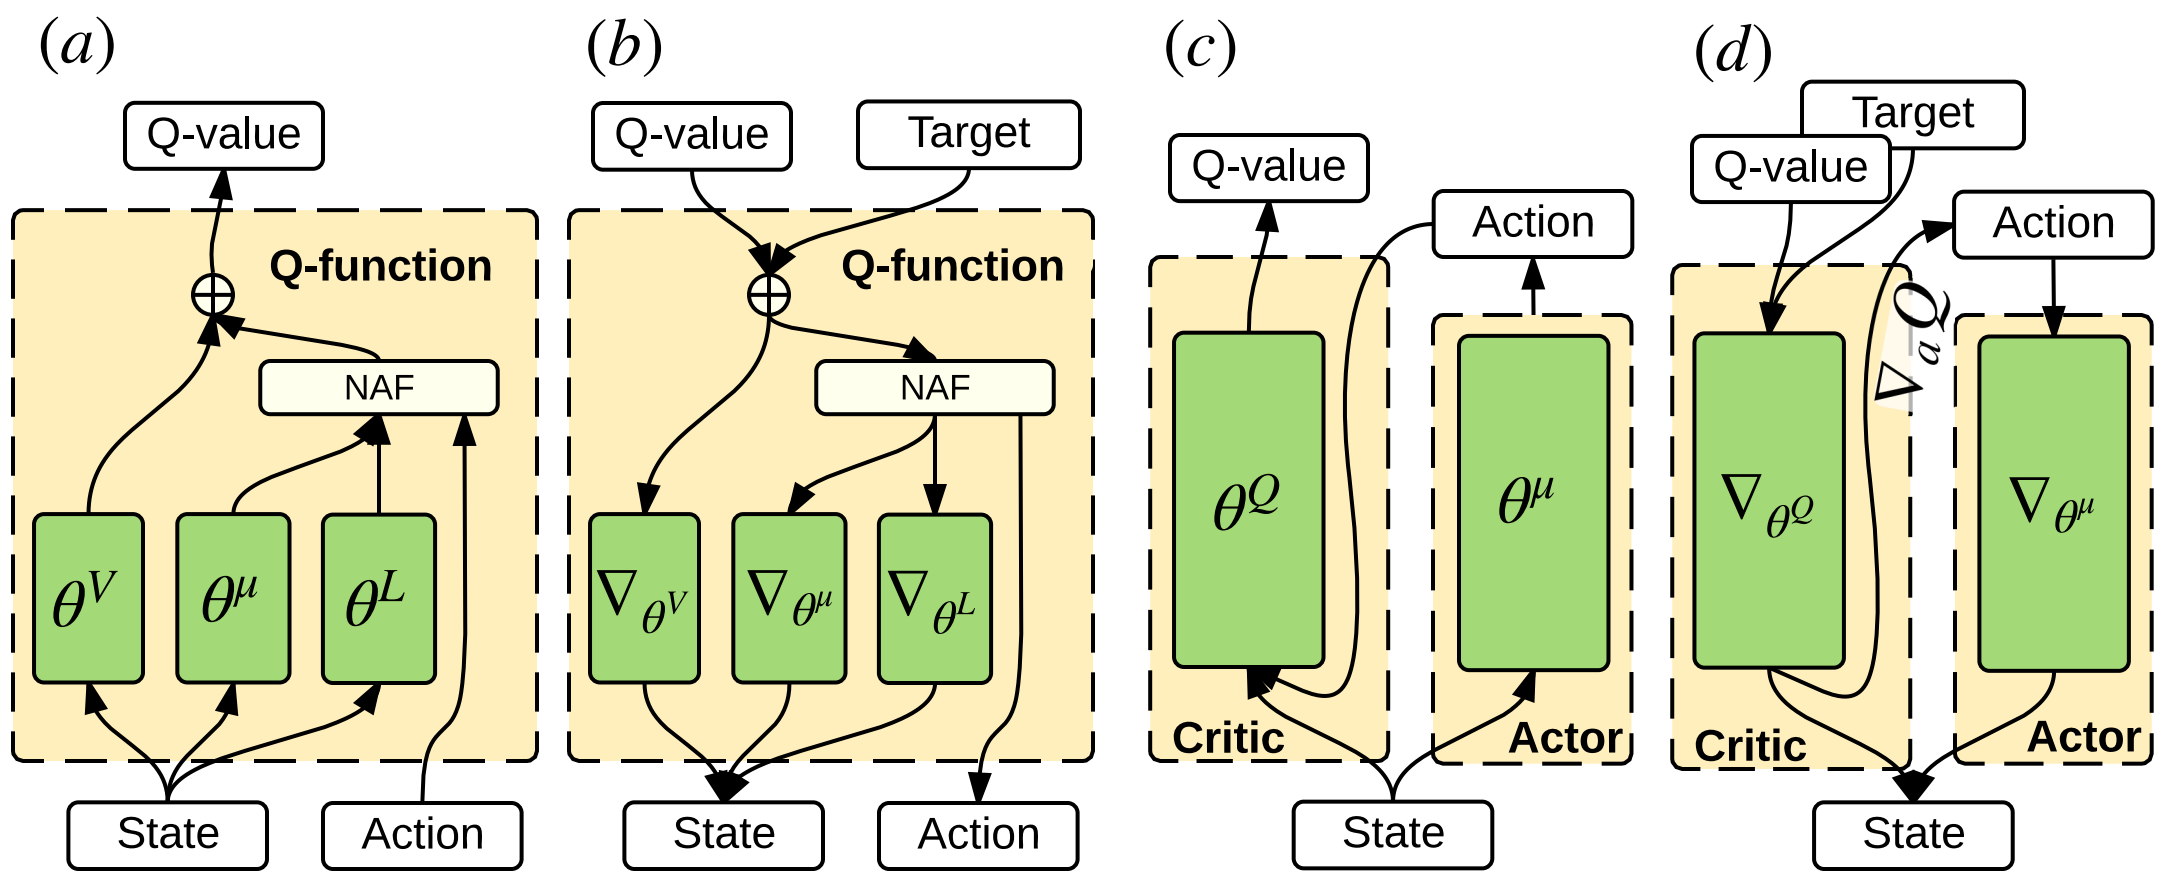 (a)
Q-value
Q-function
NAF
θ^V
θ^μ
θ^L
State
Action
(b)
Q-value
Target
Q-function
NAF
∇_{θ^V}
∇_{θ^μ}
∇_{θ^L}
State
Action
(c)
Q-value
Action
θ^Q
θ^μ
Critic
Actor
State
(d)
Target
Q-value
Action
∇_a Q
∇_{θ^Q}
∇_{θ^μ}
Critic
Actor
State